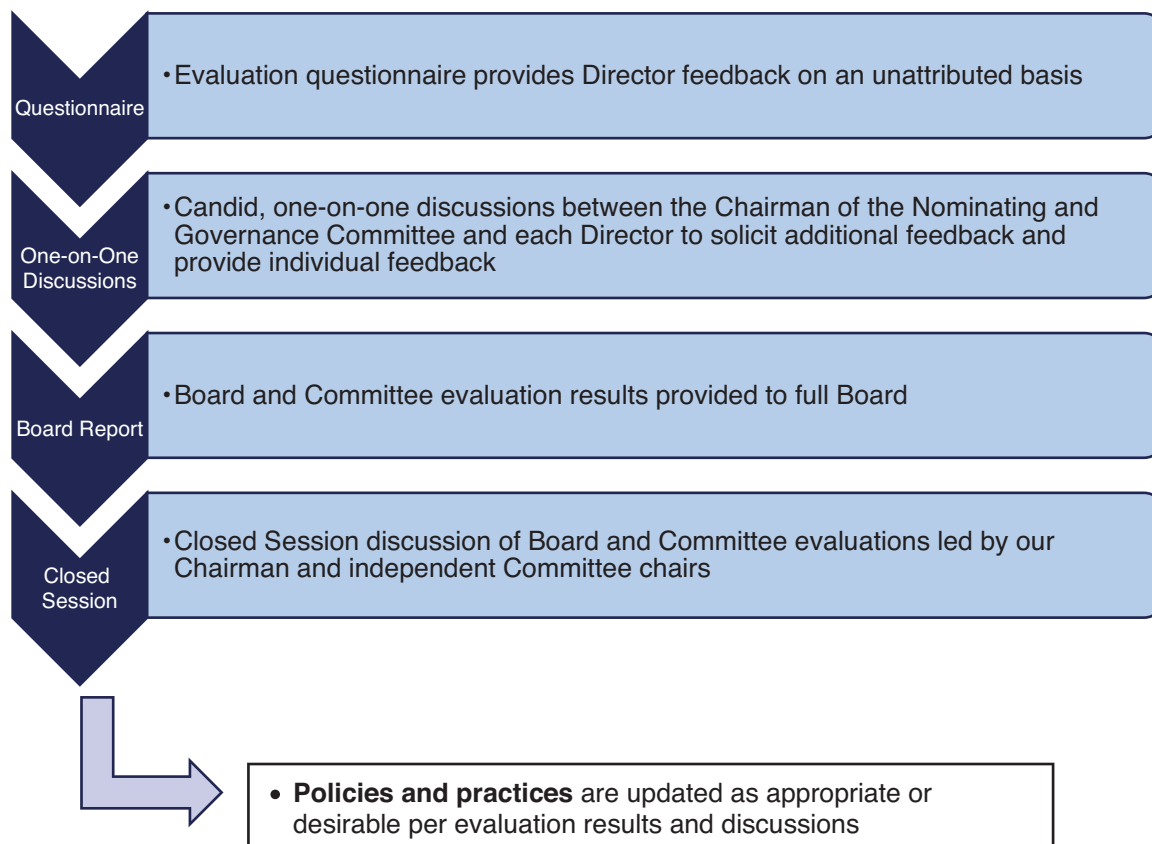 Questionnaire
•Evaluation questionnaire provides Director feedback on an unattributed basis
One-on-One
Discussions
•Candid, one-on-one discussions between the Chairman of the Nominating and
Governance Committee and each Director to solicit additional feedback and
provide individual feedback
Board Report
•Board and Committee evaluation results provided to full Board
Closed
Session
•Closed Session discussion of Board and Committee evaluations led by our
Chairman and independent Committee chairs
• Policies and practices are updated as appropriate or
desirable per evaluation results and discussions